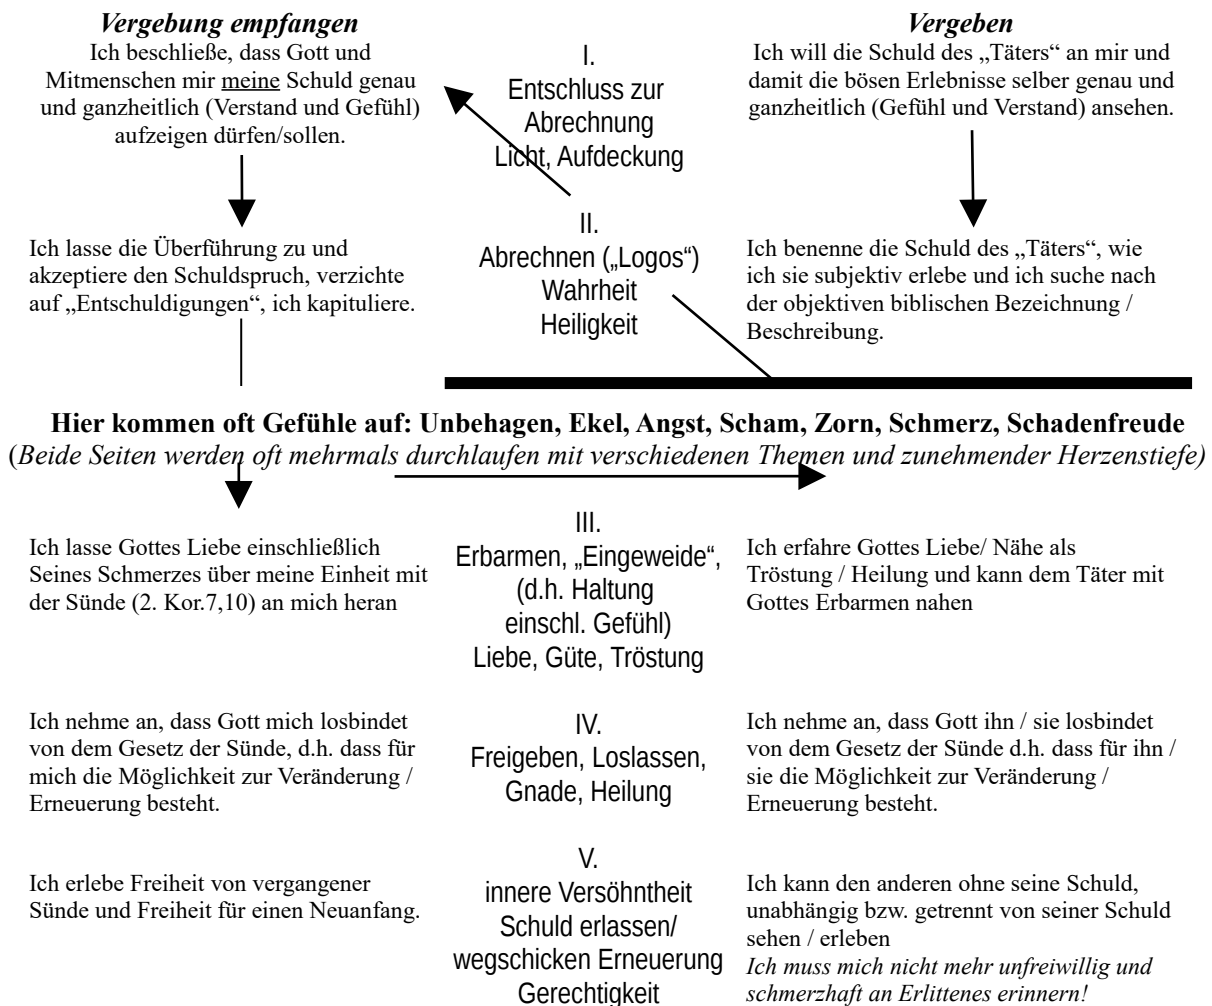 Vergebung empfangen
Ich beschließe, dass Gott und
Mitmenschen mir meine Schuld genau
und ganzheitlich (Verstand und Gefühl)
aufzeigen dürfen/sollen.
I.
Entschluss zur
Abrechnung
Licht, Aufdeckung
Vergeben
Ich will die Schuld des „Täters“ an mir und
damit die bösen Erlebnisse selber genau und
ganzheitlich (Gefühl und Verstand) ansehen.
Ich lasse die Überführung zu und
akzeptiere den Schuldspruch, verzichte
auf „Entschuldigungen“, ich kapituliere.
II.
Abrechnen („Logos“)
Wahrheit
Heiligkeit
Ich benenne die Schuld des „Täters“, wie
ich sie subjektiv erlebe und ich suche nach
der objektiven biblischen Bezeichnung /
Beschreibung.
Hier kommen oft Gefühle auf: Unbehagen, Ekel, Angst, Scham, Zorn, Schmerz, Schadenfreude
(Beide Seiten werden oft mehrmals durchlaufen mit verschiedenen Themen und zunehmender Herzenstiefe)
Ich lasse Gottes Liebe einschließlich
Seines Schmerzes über meine Einheit mit
der Sünde (2. Kor.7,10) an mich heran
III.
Erbarmen, „Eingeweide“,
(d.h. Haltung
einschl. Gefühl)
Liebe, Güte, Tröstung
Ich erfahre Gottes Liebe/ Nähe als
Tröstung / Heilung und kann dem Täter mit
Gottes Erbarmen nahen
Ich nehme an, dass Gott mich losbindet
von dem Gesetz der Sünde, d.h. dass für
mich die Möglichkeit zur Veränderung /
Erneuerung besteht.
IV.
Freigeben, Loslassen,
Gnade, Heilung
Ich nehme an, dass Gott ihn / sie losbindet
von dem Gesetz der Sünde d.h. dass für ihn /
sie die Möglichkeit zur Veränderung /
Erneuerung besteht.
Ich erlebe Freiheit von vergangener
Sünde und Freiheit für einen Neuanfang.
V.
innere Versöhntheit
Schuld erlassen/
wegschicken Erneuerung
Gerechtigkeit
Ich kann den anderen ohne seine Schuld,
unabhängig bzw. getrennt von seiner Schuld
sehen / erleben
Ich muss mich nicht mehr unfreiwillig und
schmerzhaft an Erlittenes erinnern!